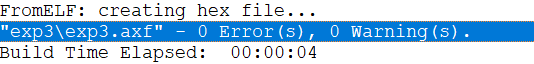 FromELF: creating hex file...
"exp3\exp3.axf" - 0 Error(s), 0 Warning(s).
Build Time Elapsed:  00:00:04